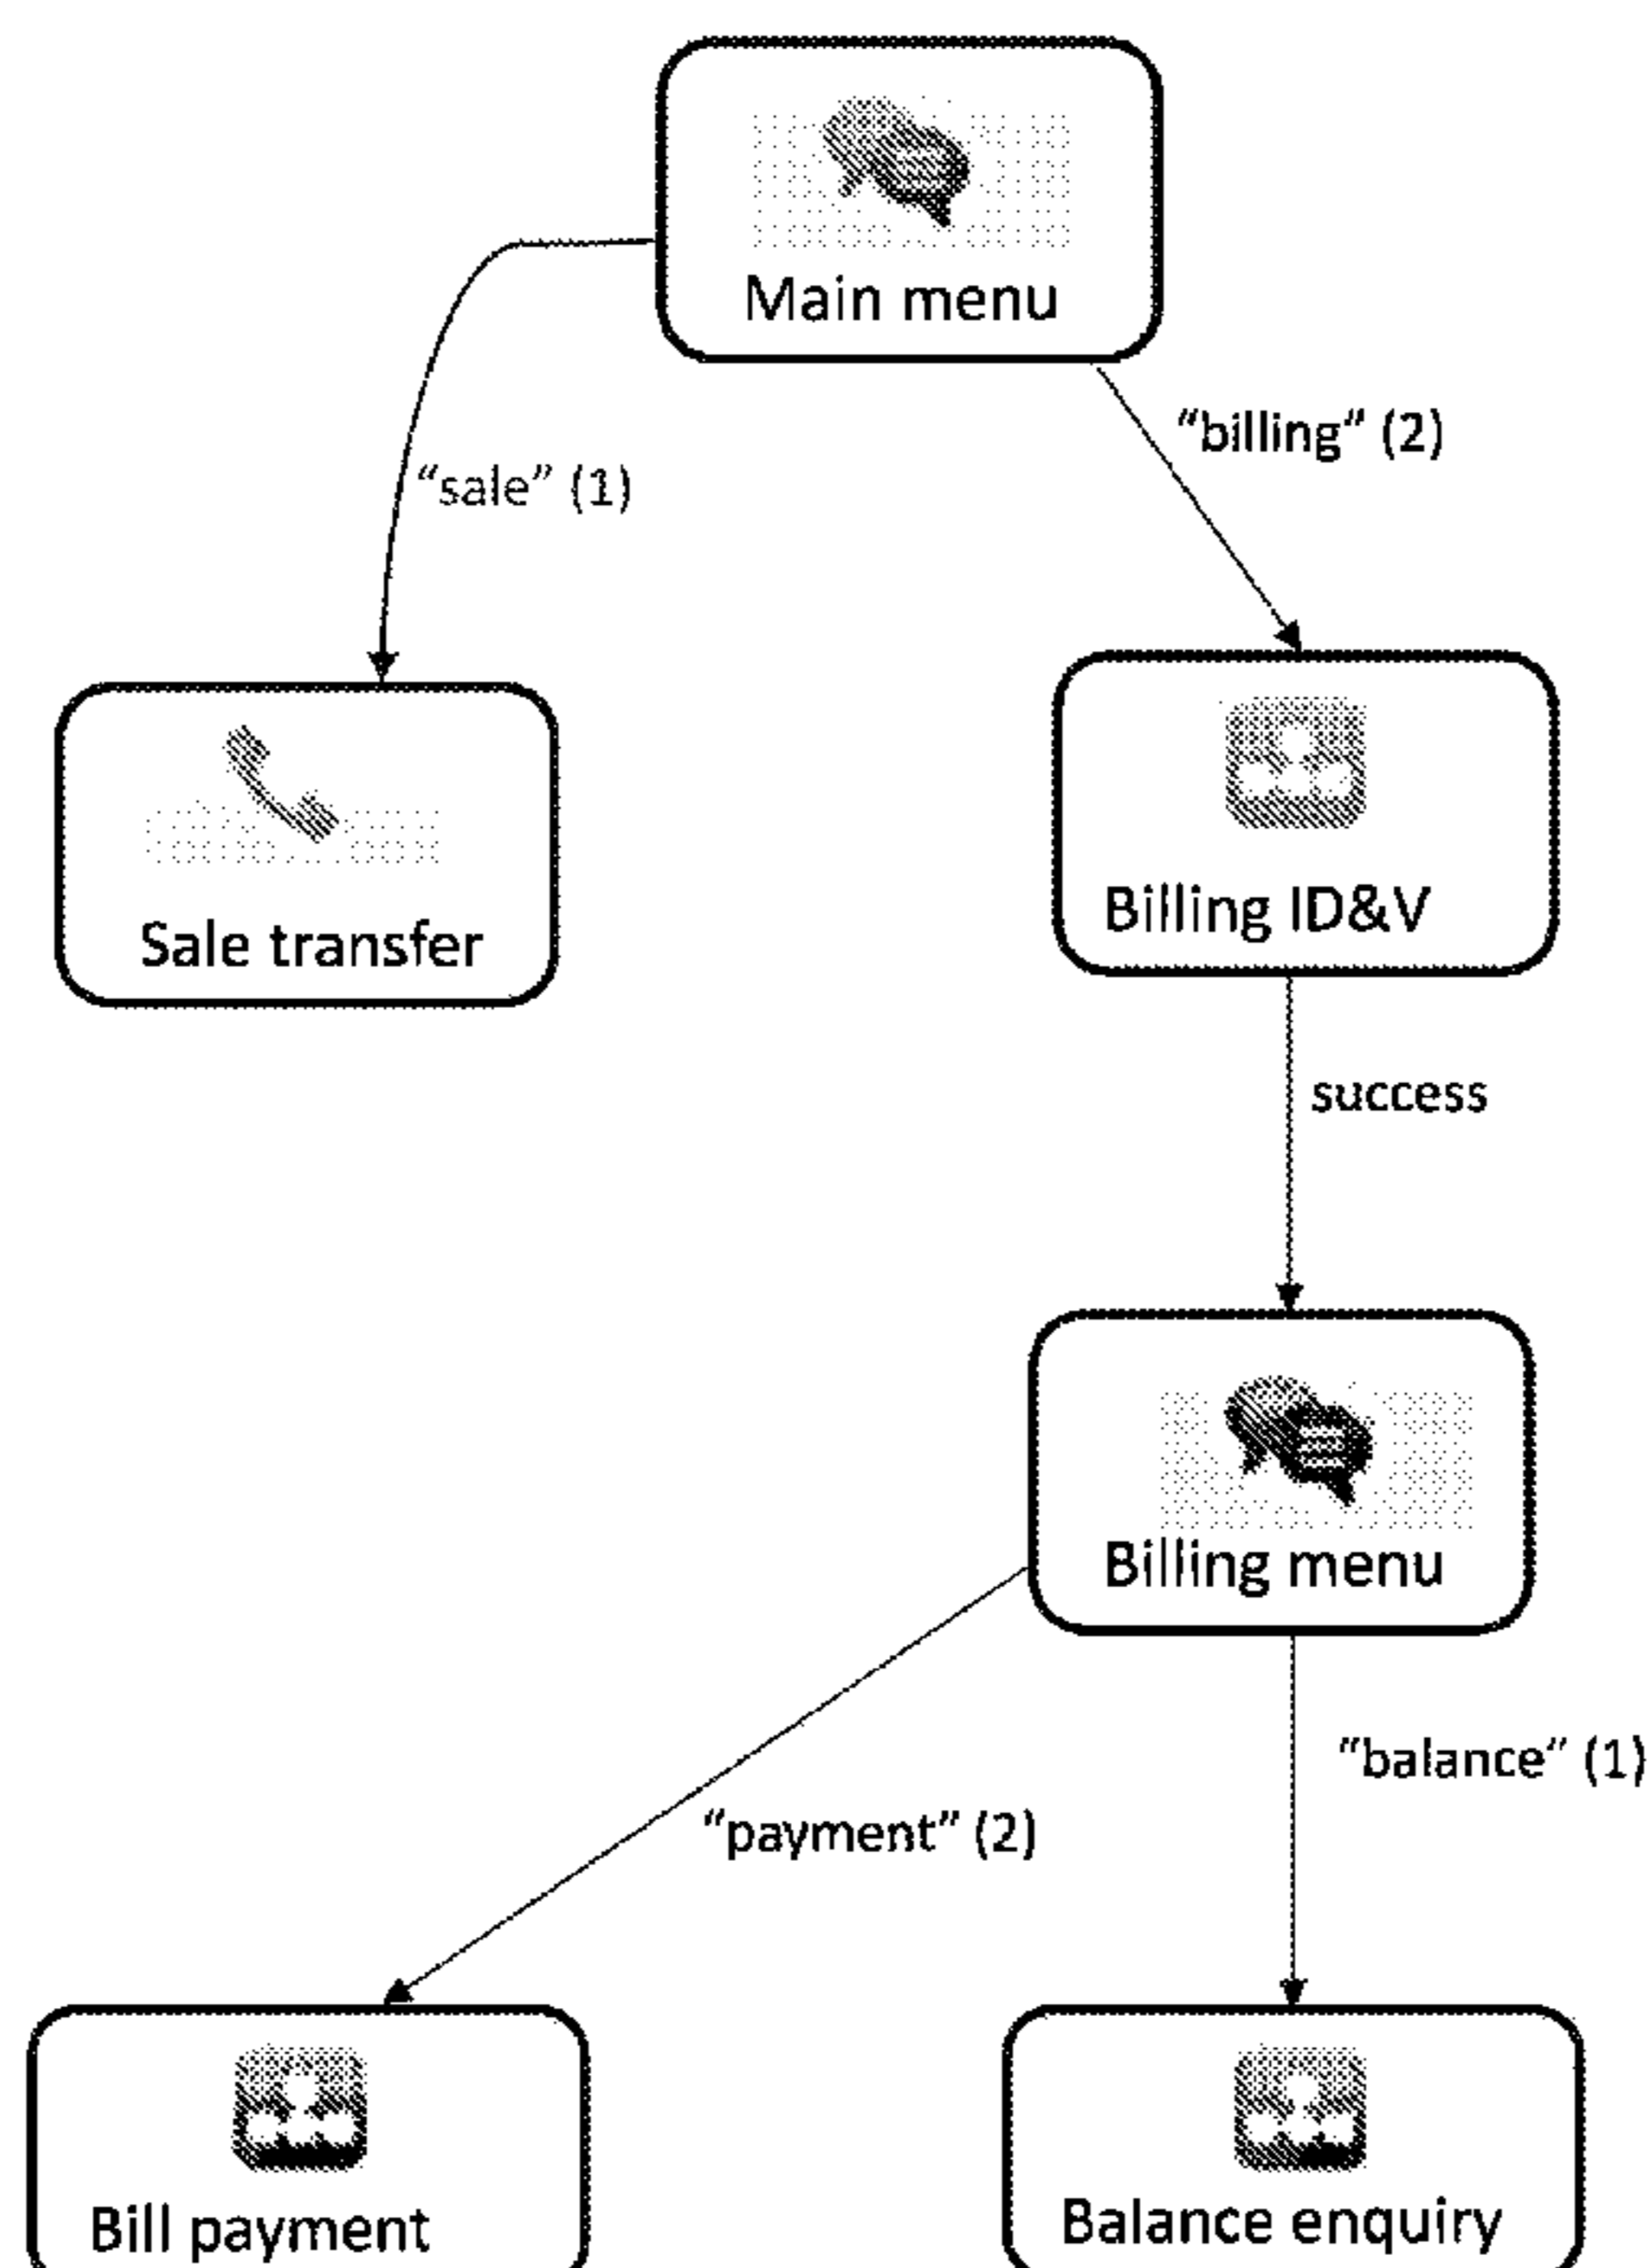 Main menu
“billing” (2)
“sale” (1)
Billing ID&V
Sale transfer
success
Billing menu
“balance” (1)
“payment” (2)
Bill payment
Balance enquiry